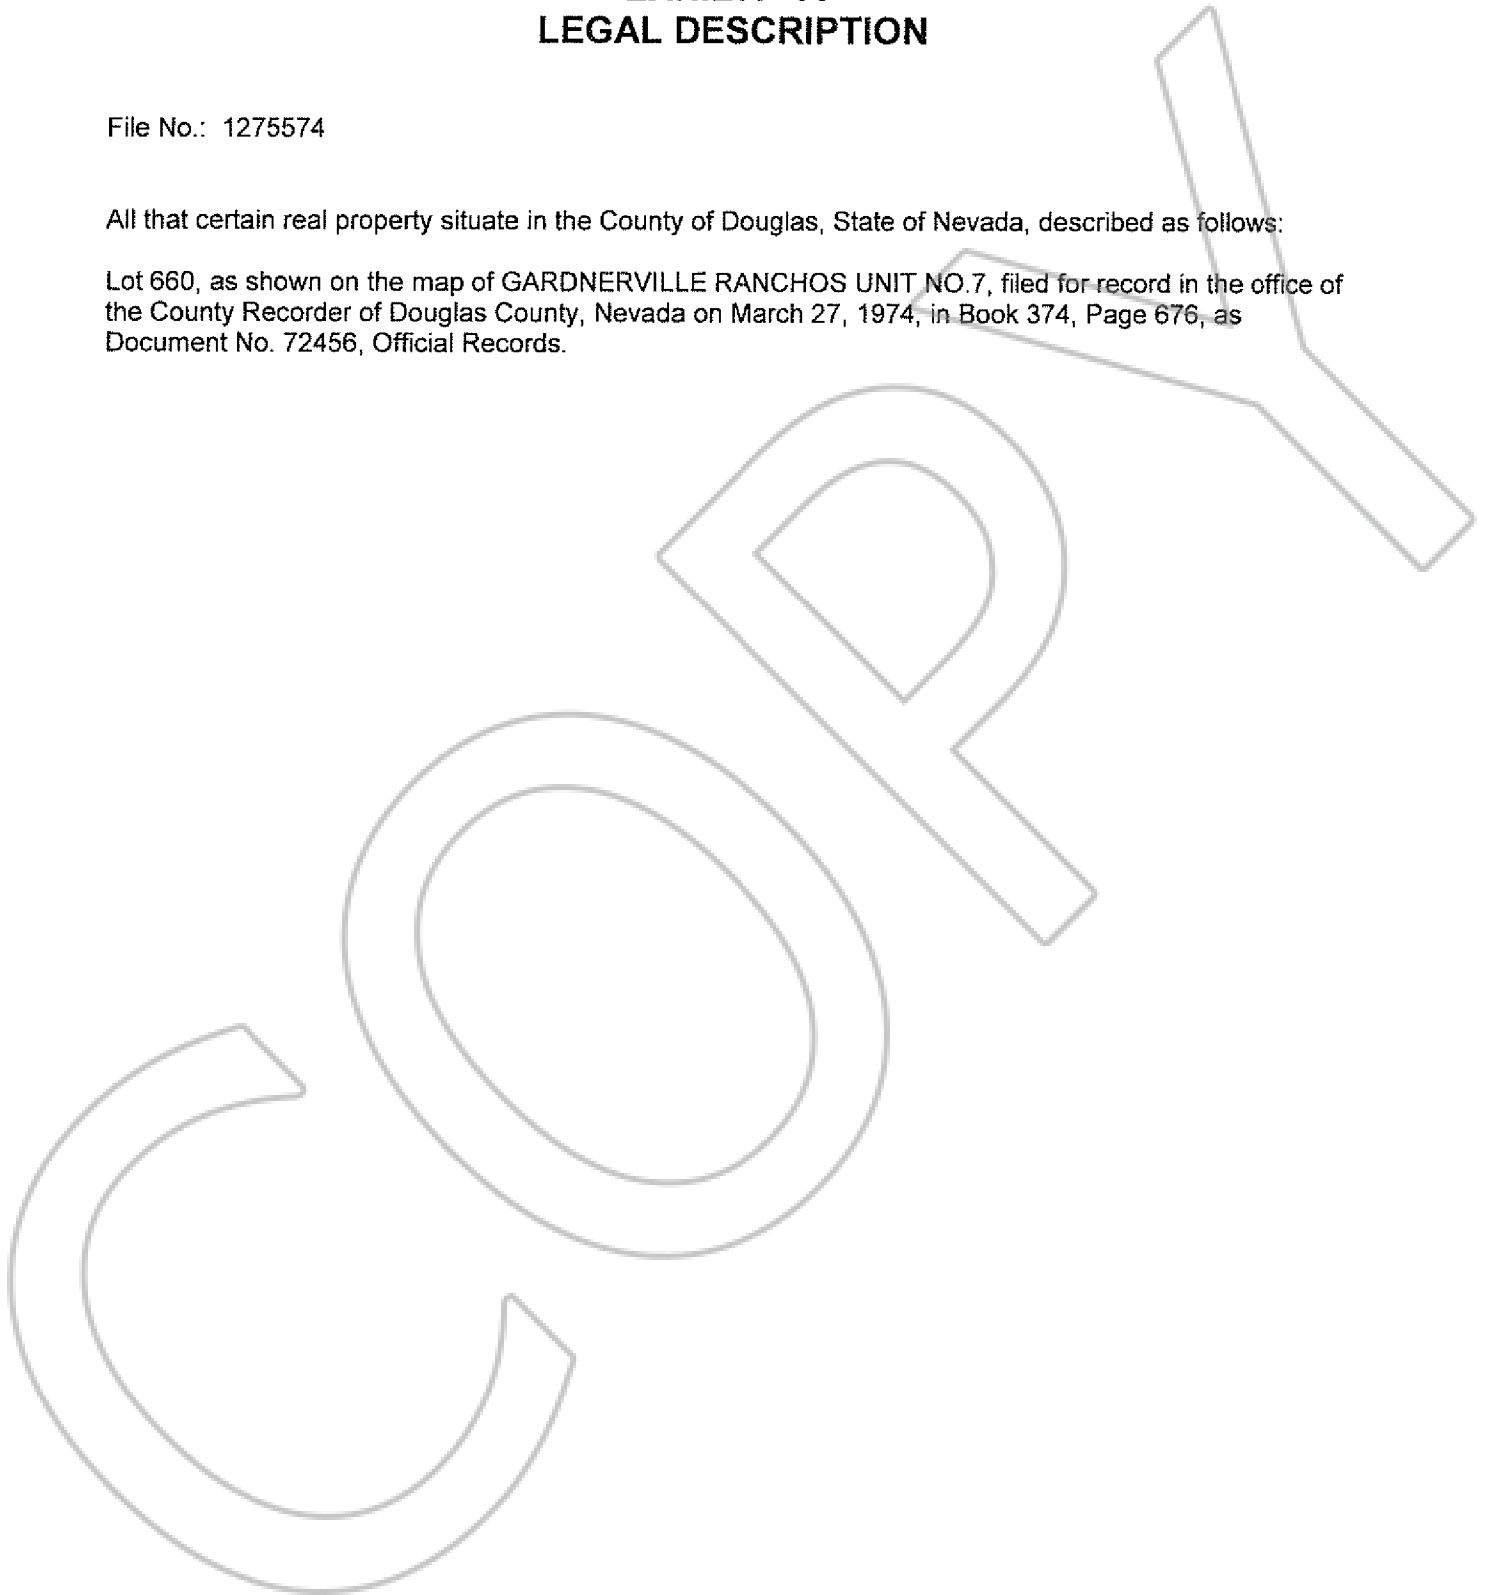 LEGAL DESCRIPTION
File No.: 1275574
All that certain real property situate in the County of Douglas, State of Nevada, described as follows:
Lot 660, as shown on the map of GARDNERVILLE RANCHOS UNIT NO.7, filed for record in the office of
the County Recorder of Douglas County, Nevada on March 27, 1974, in Book 374, Page 676, as
Document No. 72456, Official Records.
COPY